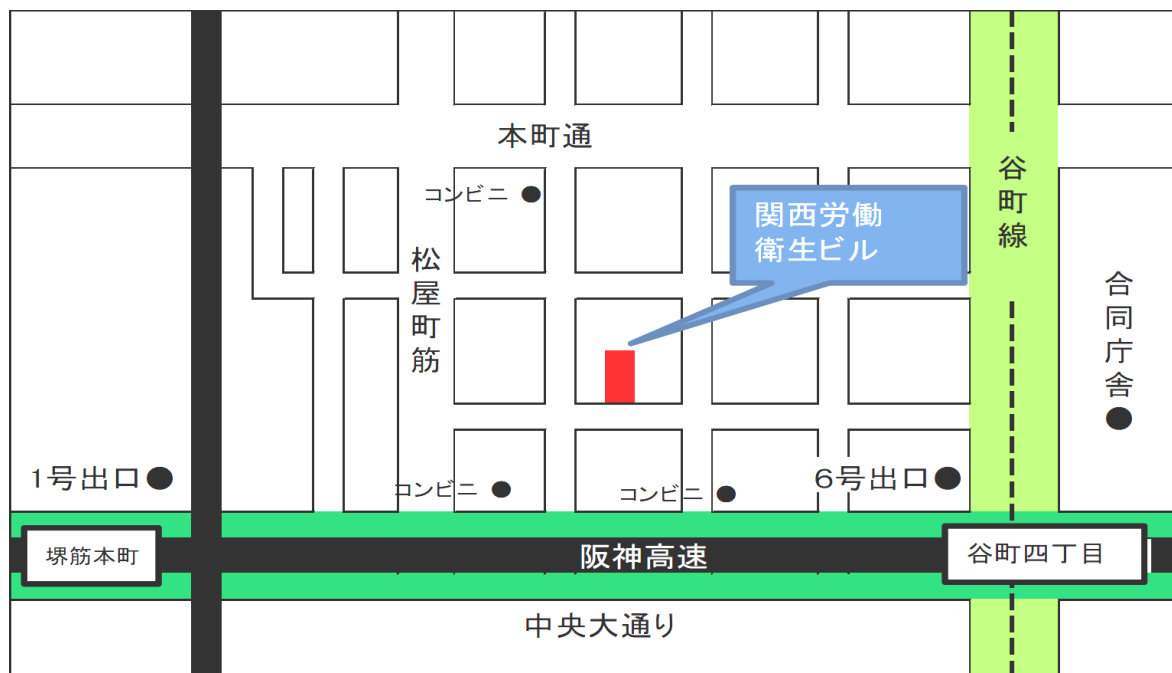 本町通
コンビニ
谷町線
関西労働
衛生ビル
松屋町筋
合同庁舎
1号出口
コンビニ
コンビニ
6号出口
堺筋本町
阪神高速
谷町四丁目
中央大通り